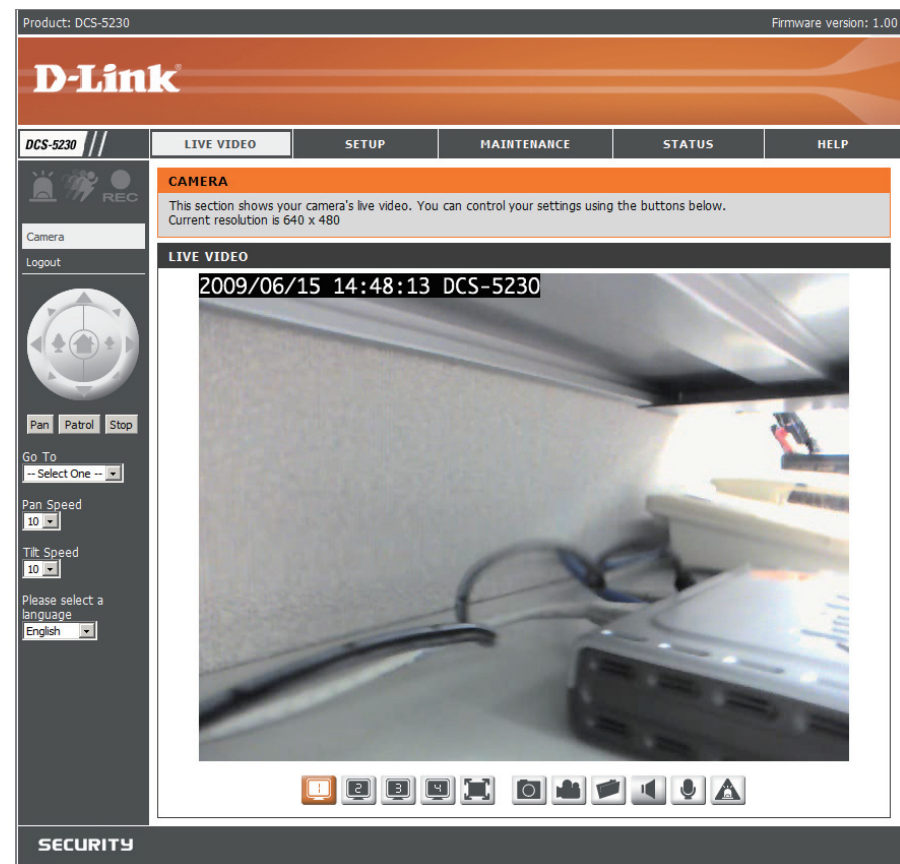 Product: DCS-5230
Firmware version: 1.00
D-Link®
DCS-5230
LIVE VIDEO
SETUP
MAINTENANCE
STATUS
HELP
REC
CAMERA
This section shows your camera's live video. You can control your settings using the buttons below.
Current resolution is 640 x 480
Camera
Logout
LIVE VIDEO
2009/06/15 14:48:13 DCS-5230
Pan
Patrol
Stop
Go To
-- Select One --
Pan Speed
10
Tilt Speed
10
Please select a
language
English
1
2
3
4
SECURITY